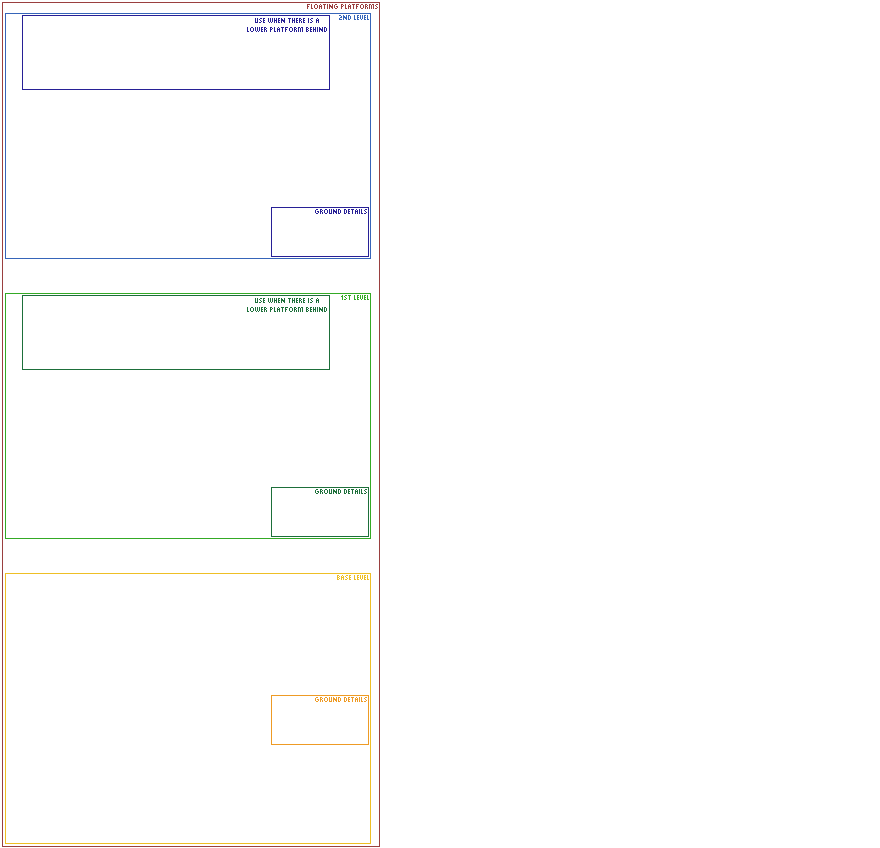 FLOATING PLATFORMS
2ND LEVEL
USE WHEN THERE IS A
LOWER PLATFORM BEHIND
GROUND DETAILS
1ST LEVEL
USE WHEN THERE IS A
LOWER PLATFORM BEHIND
GROUND DETAILS
BASE LEVEL
GROUND DETAILS